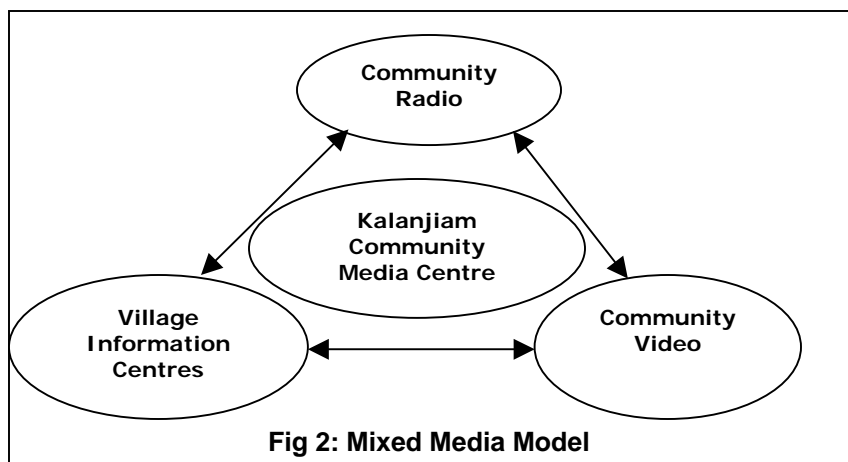 Community
Radio
Kalanjiam
Community
Media Centre
Village
Information
Centres
Community
Video
Fig 2: Mixed Media Model